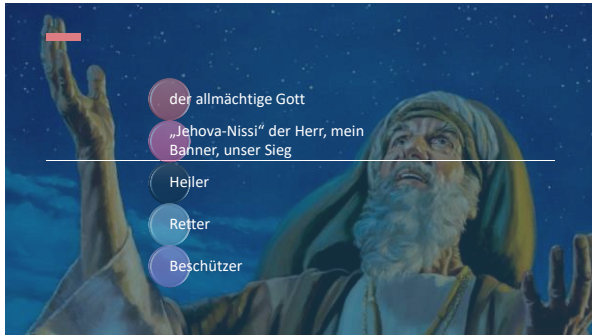 der allmächtige Gott
„Jehova-Nissi“ der Herr, mein
Banner, unser Sieg
Heiler
Retter
Beschützer